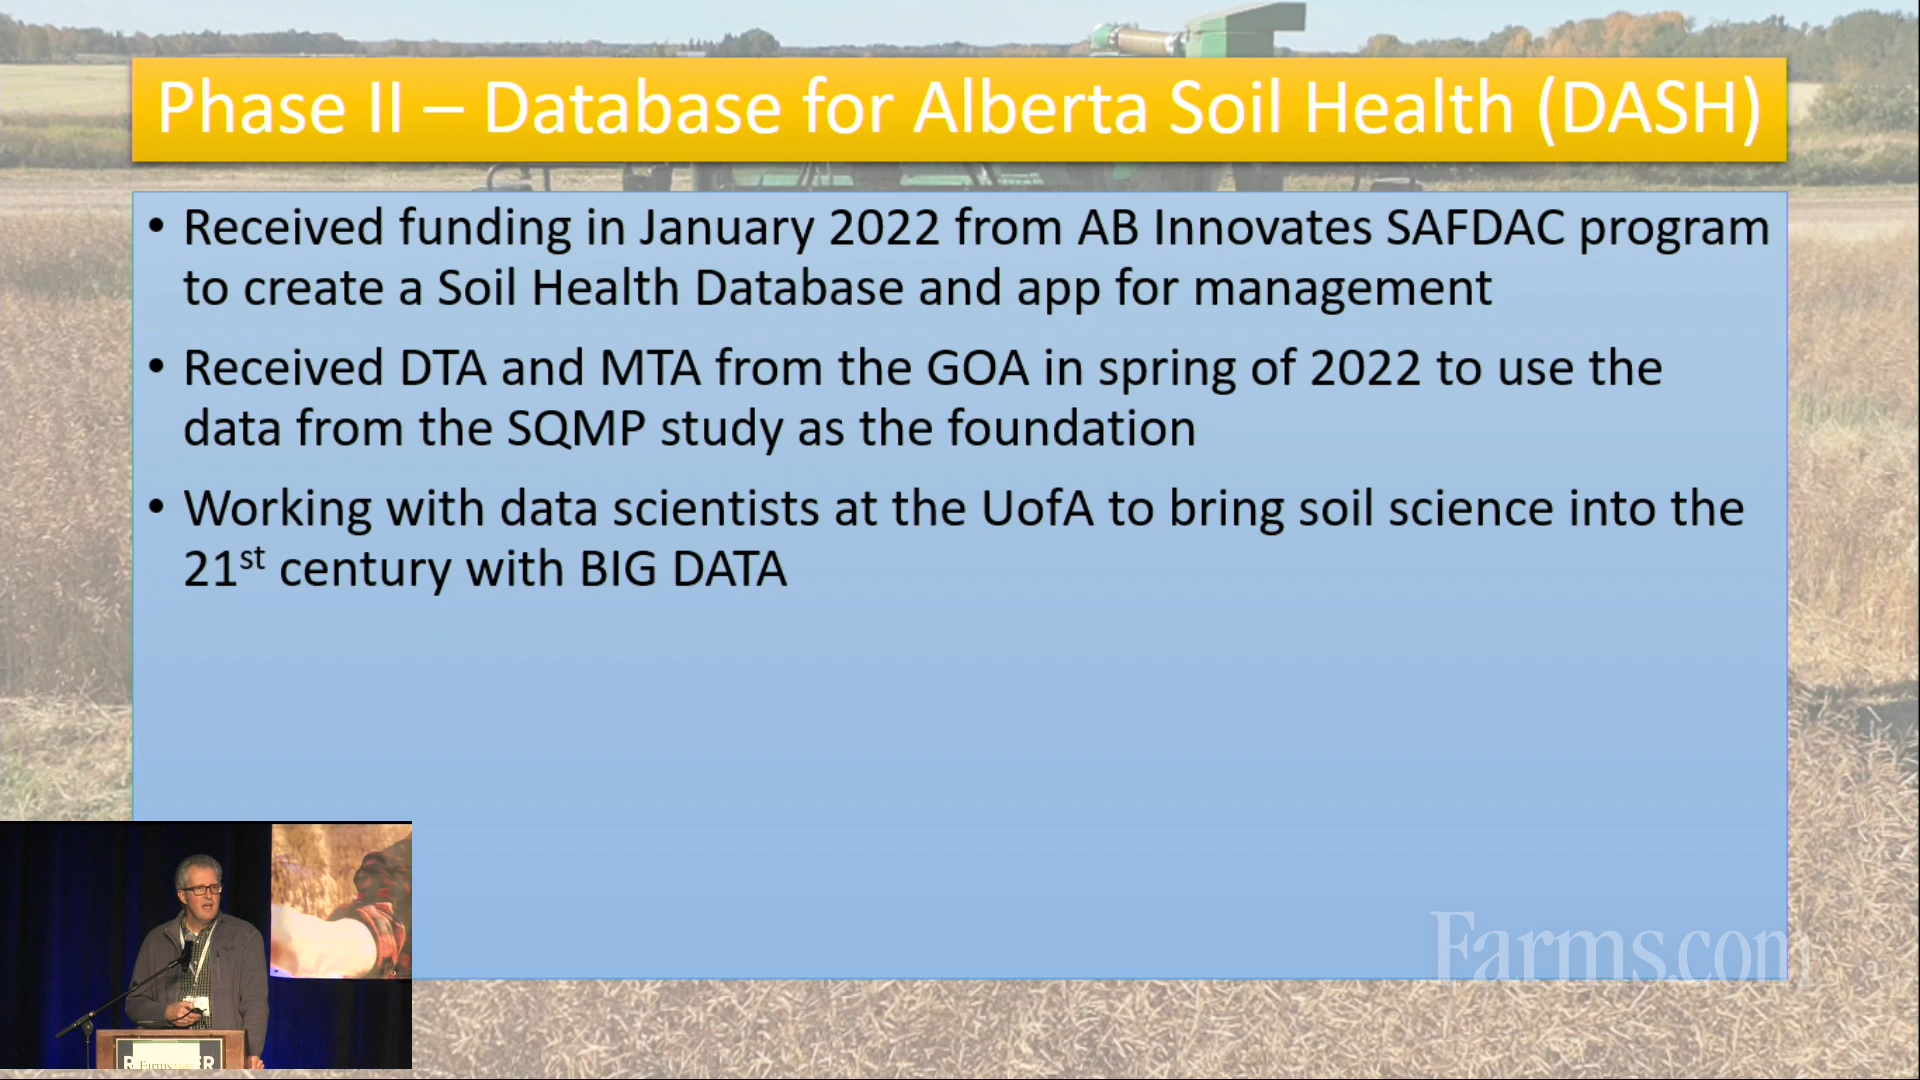 Phase II – Database for Alberta Soil Health (DASH)
• Received funding in January 2022 from AB Innovates SAFDAC program
to create a Soil Health Database and app for management
• Received DTA and MTA from the GOA in spring of 2022 to use the
data from the SQMP study as the foundation
• Working with data scientists at the UofA to bring soil science into the
21st century with BIG DATA
Farms.com
Farms